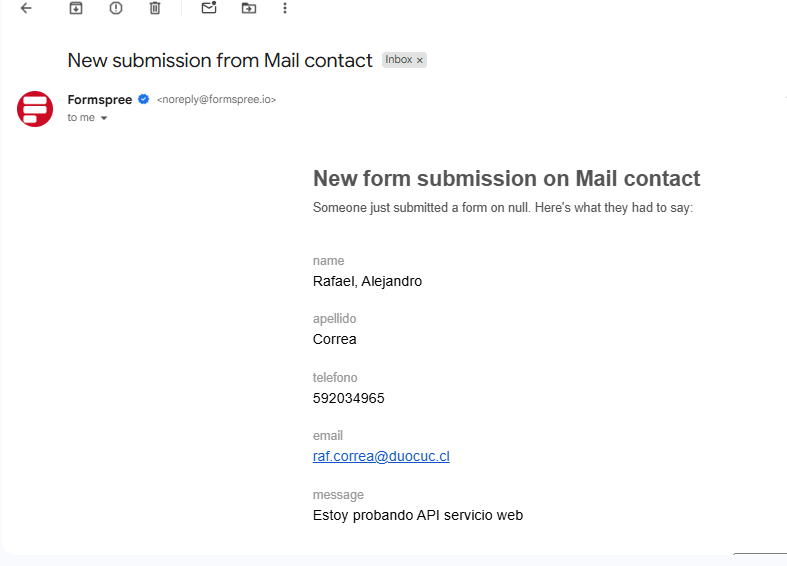 New submission from Mail contact Inbox ×
Formspree <noreply@formspree.io>
to me
New form submission on Mail contact
Someone just submitted a form on null. Here's what they had to say:
name
Rafael, Alejandro
apellido
Correa
telefono
592034965
email
raf.correa@duocuc.cl
message
Estoy probando API servicio web